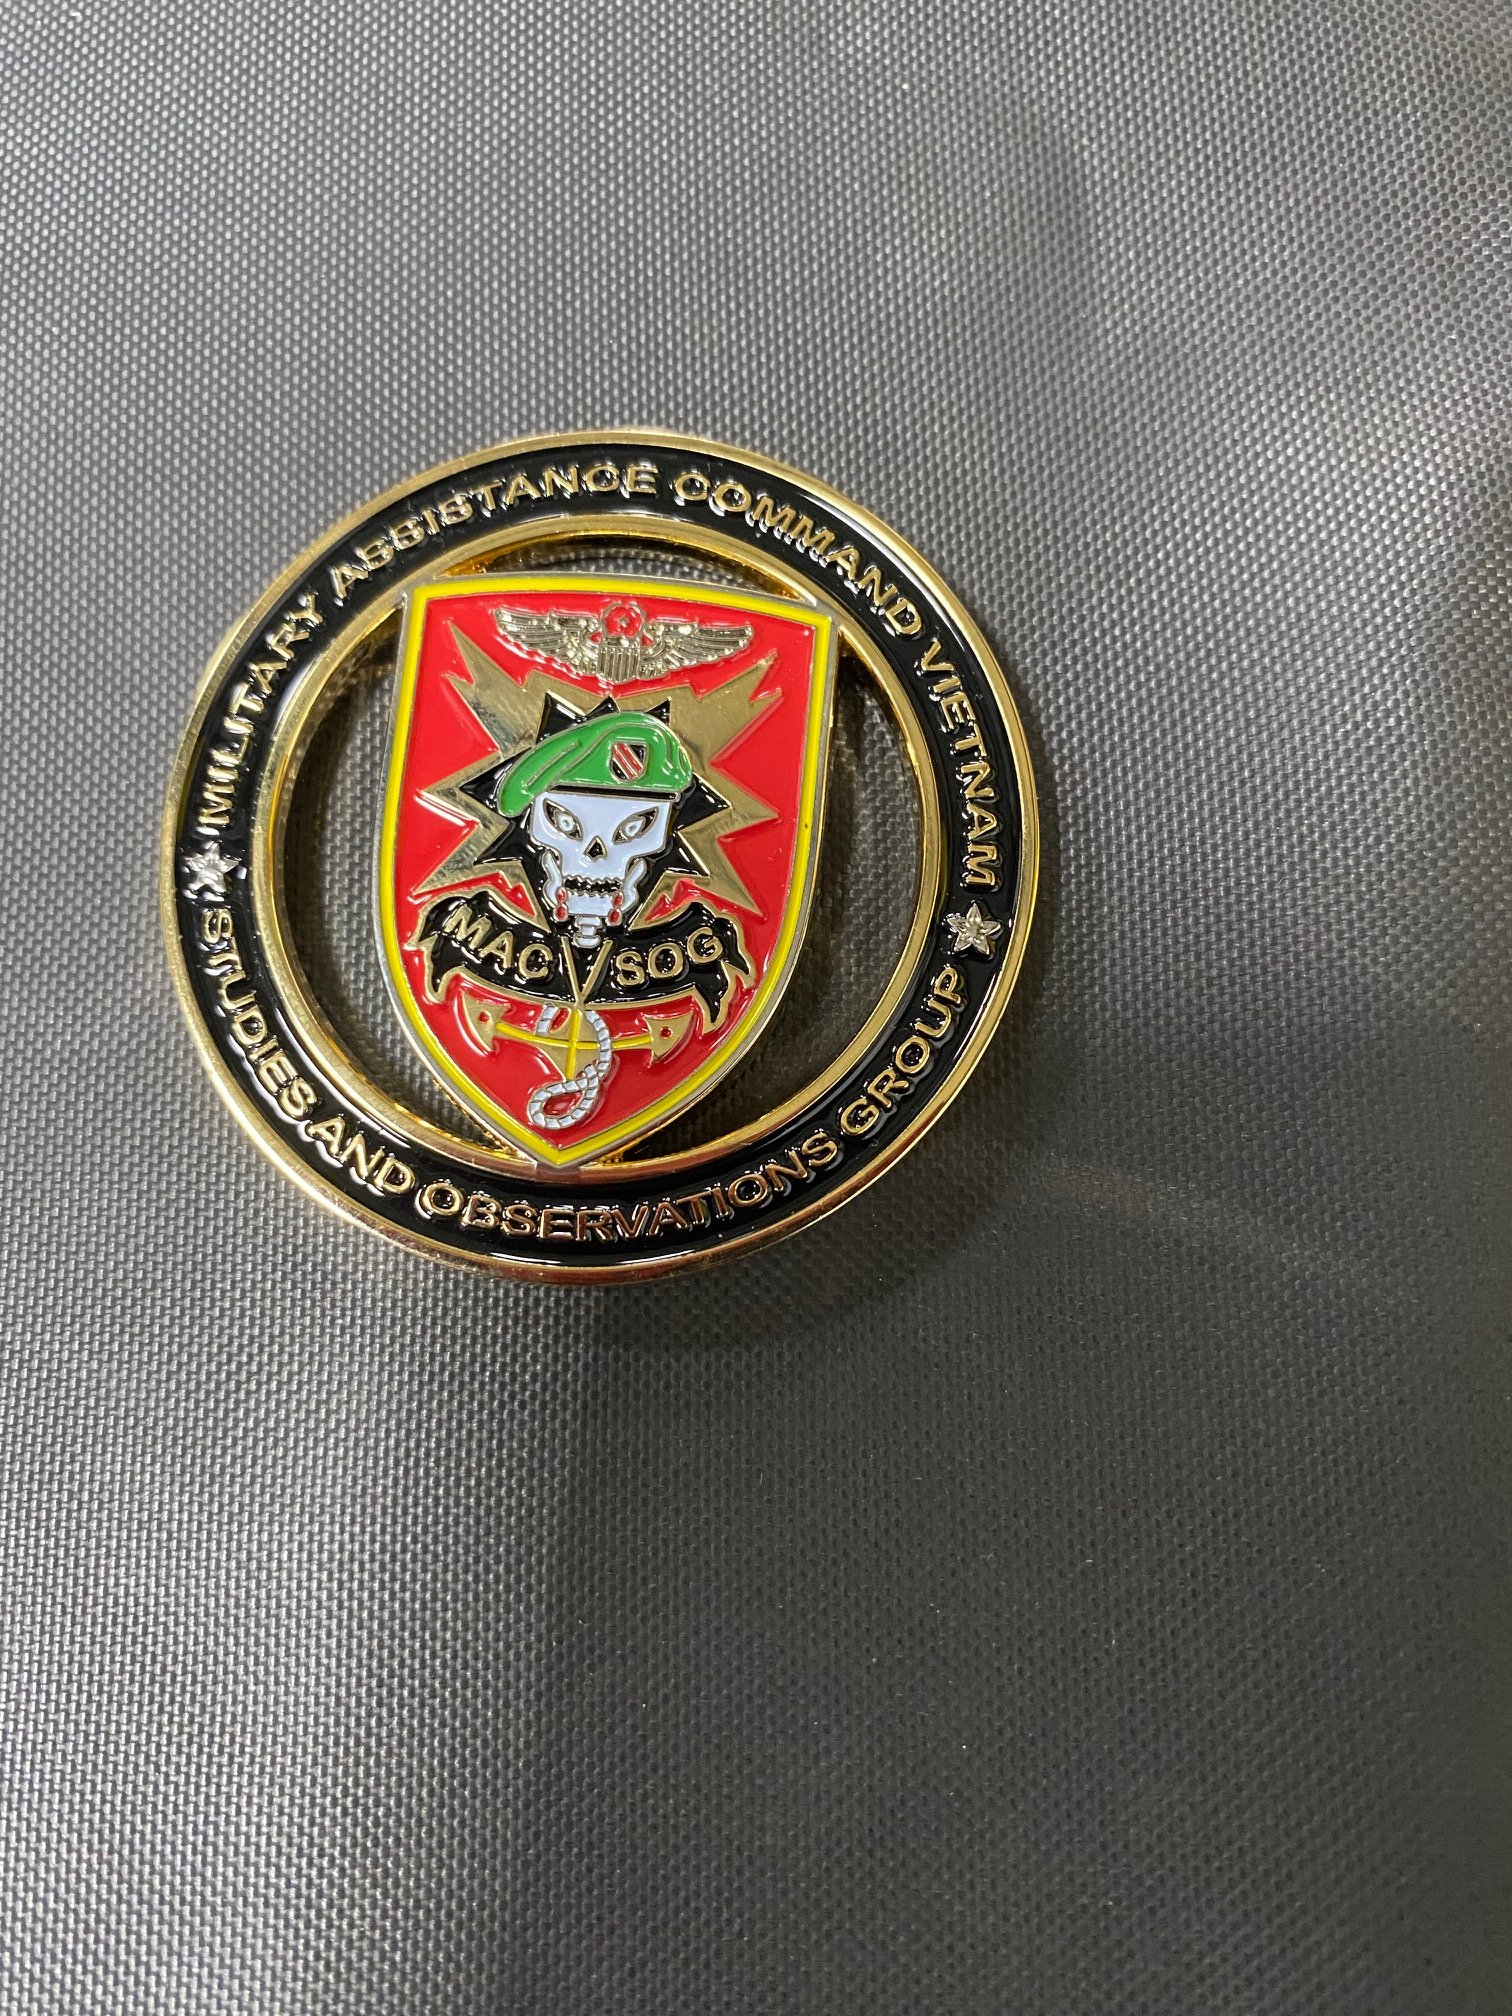 MILITARY ASSISTANCE COMMAND VIETNAM
MAC V SOG
STUDIES AND OBSERVATIONS GROUP